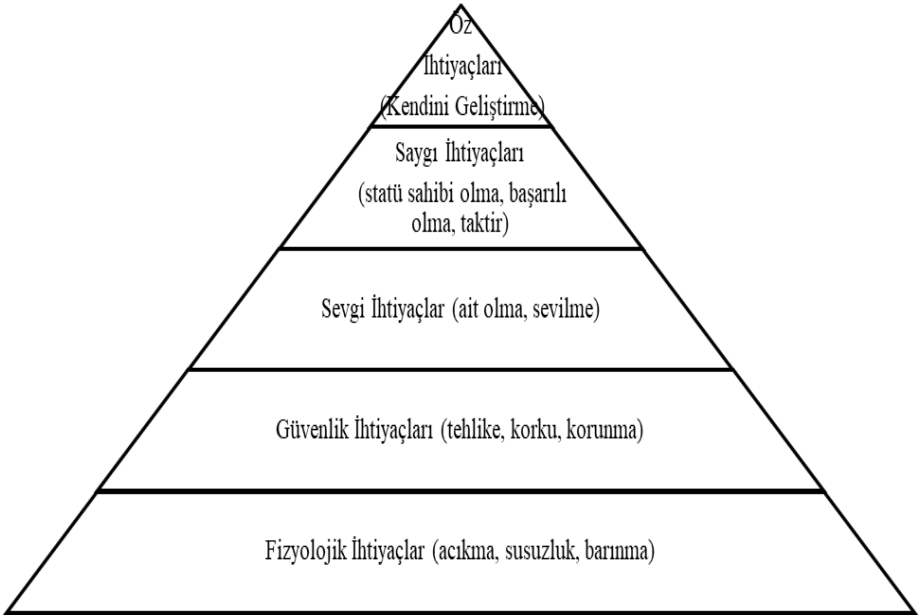 Öz
İhtiyaçları
(Kendini Geliştirme)
Saygı İhtiyaçları
(statü sahibi olma, başarılı
olma, taktir)
Sevgi İhtiyaçlar (ait olma, sevilme)
Güvenlik İhtiyaçları (tehlike, korku, korunma)
Fizyolojik İhtiyaçlar (acıkma, susuzluk, barınma)